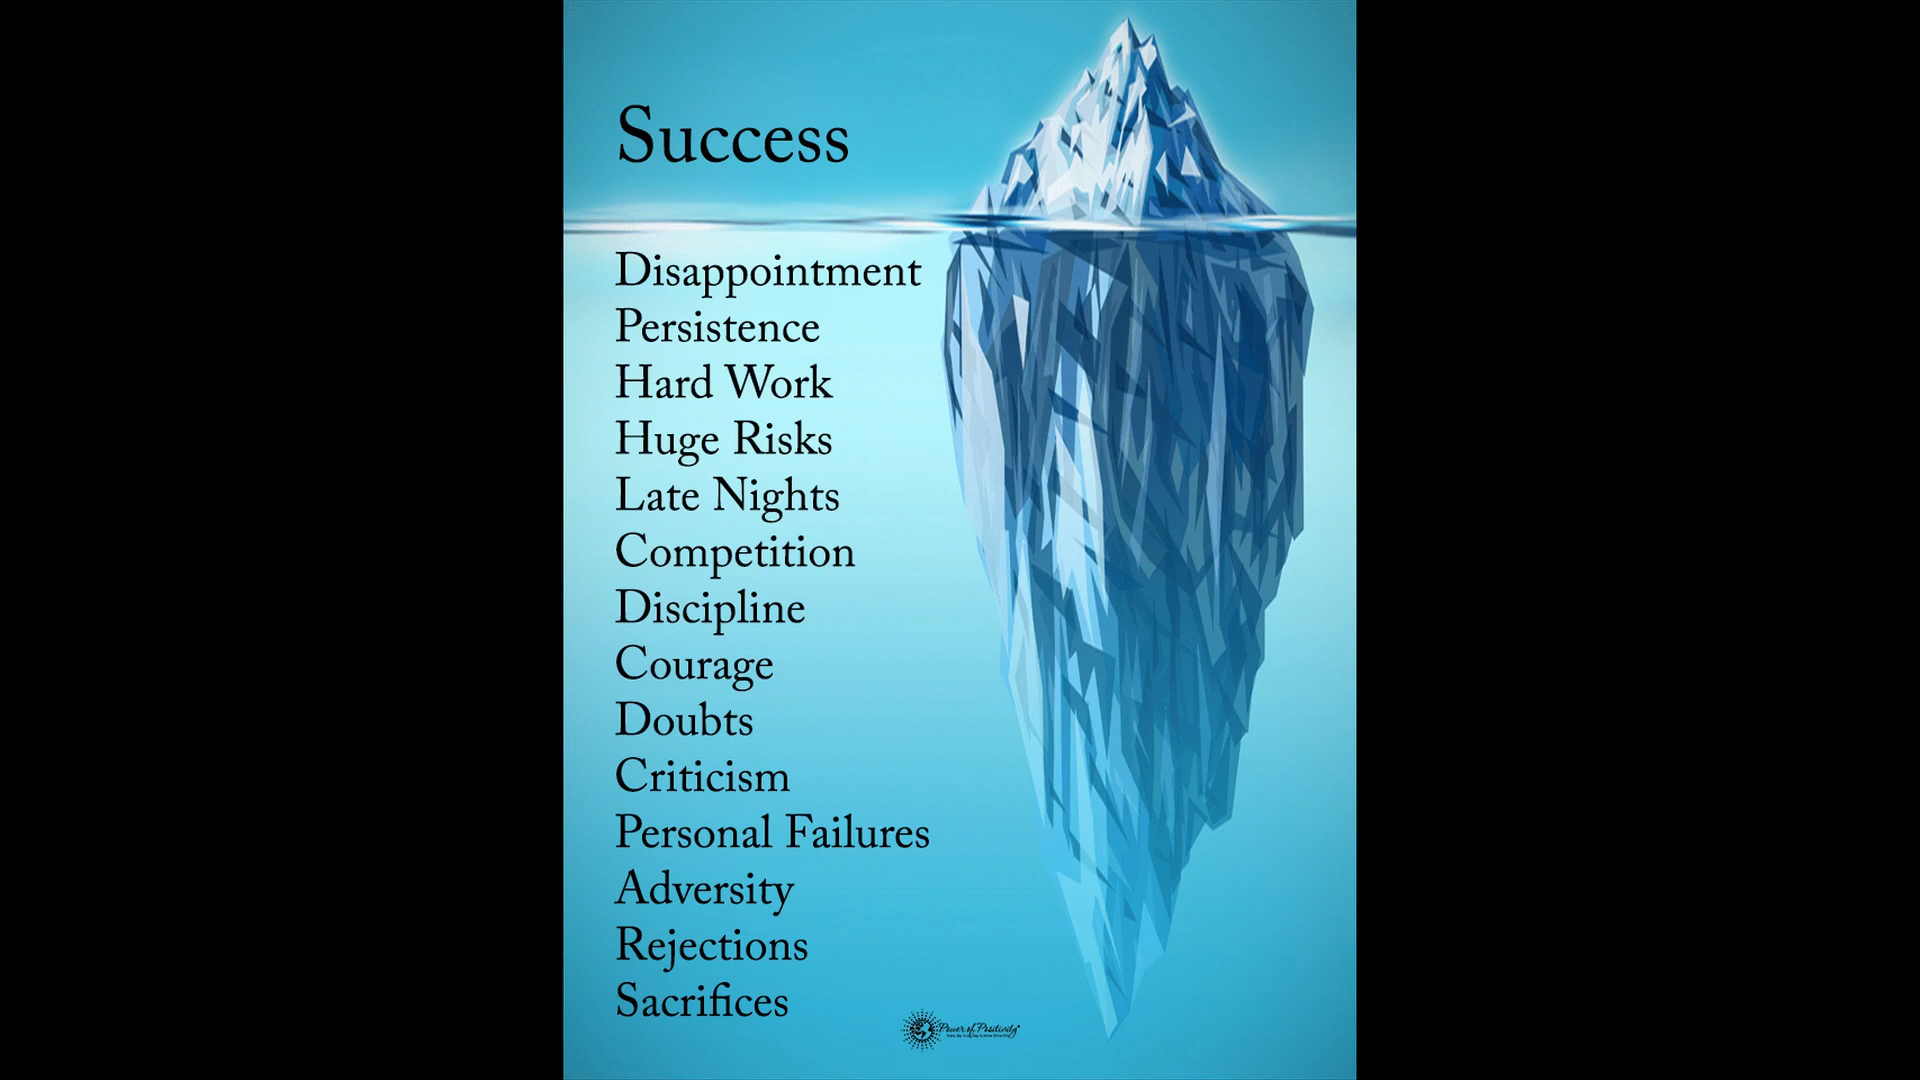 Success
Disappointment
Persistence
Hard Work
Huge Risks
Late Nights
Competition
Discipline
Courage
Doubts
Criticism
Personal Failures
Adversity
Rejections
Sacrifices
Power of Positivity